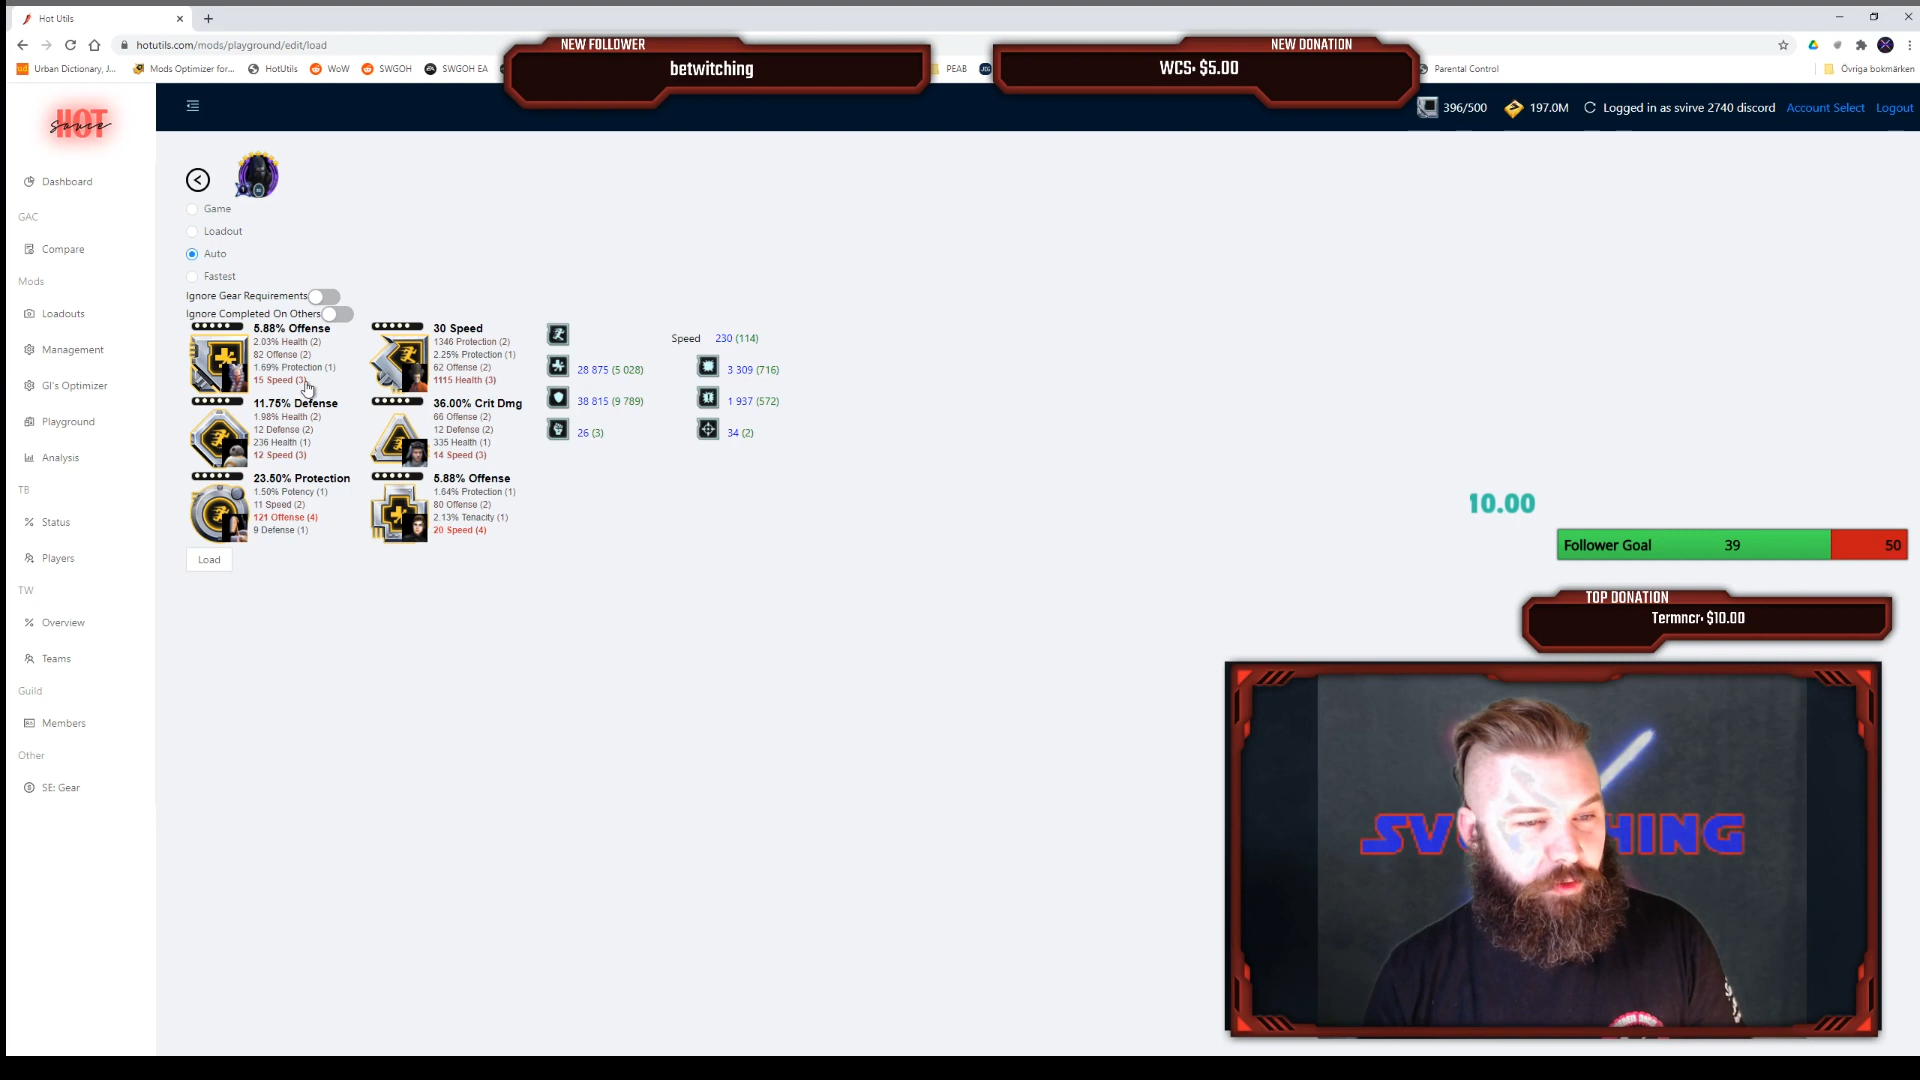 Hot Utils
hotutils.com/mods/playground/edit/load
Urban Dictionary, J...
Mods Optimizer for...
HotUtils
WoW
SWGOH
SWGOH EA
PEAB
Parental Control
Övriga bokmärken
NEW FOLLOWER
betwitching
NEW DONATION
WCS: $5.00
HOT
sauce
396/500
197.0M
Logged in as svirve 2740 discord
Account Select
Logout
Dashboard
GAC
Compare
Mods
Loadouts
Management
GI's Optimizer
Playground
Analysis
TB
Status
Players
TW
Overview
Teams
Guild
Members
Other
SE: Gear
Game
Loadout
Auto
Fastest
Ignore Gear Requirements
Ignore Completed On Others
5.88% Offense
2.03% Health (2)
82 Offense (2)
1.69% Protection (1)
15 Speed (3)
30 Speed
1346 Protection (2)
2.25% Protection (1)
62 Offense (2)
1115 Health (3)
11.75% Defense
1.98% Health (2)
12 Defense (2)
236 Health (1)
12 Speed (3)
36.00% Crit Dmg
66 Offense (2)
12 Defense (2)
335 Health (1)
14 Speed (3)
23.50% Protection
1.50% Potency (1)
11 Speed (2)
121 Offense (4)
9 Defense (1)
5.88% Offense
1.64% Protection (1)
80 Offense (2)
2.13% Tenacity (1)
20 Speed (4)
Load
Speed 230 (114)
28 875 (5 028)
3 309 (716)
38 815 (9 789)
1 937 (572)
26 (3)
34 (2)
10.00
Follower Goal 39 50
TOP DONATION
Termncr: $10.00
SV HING